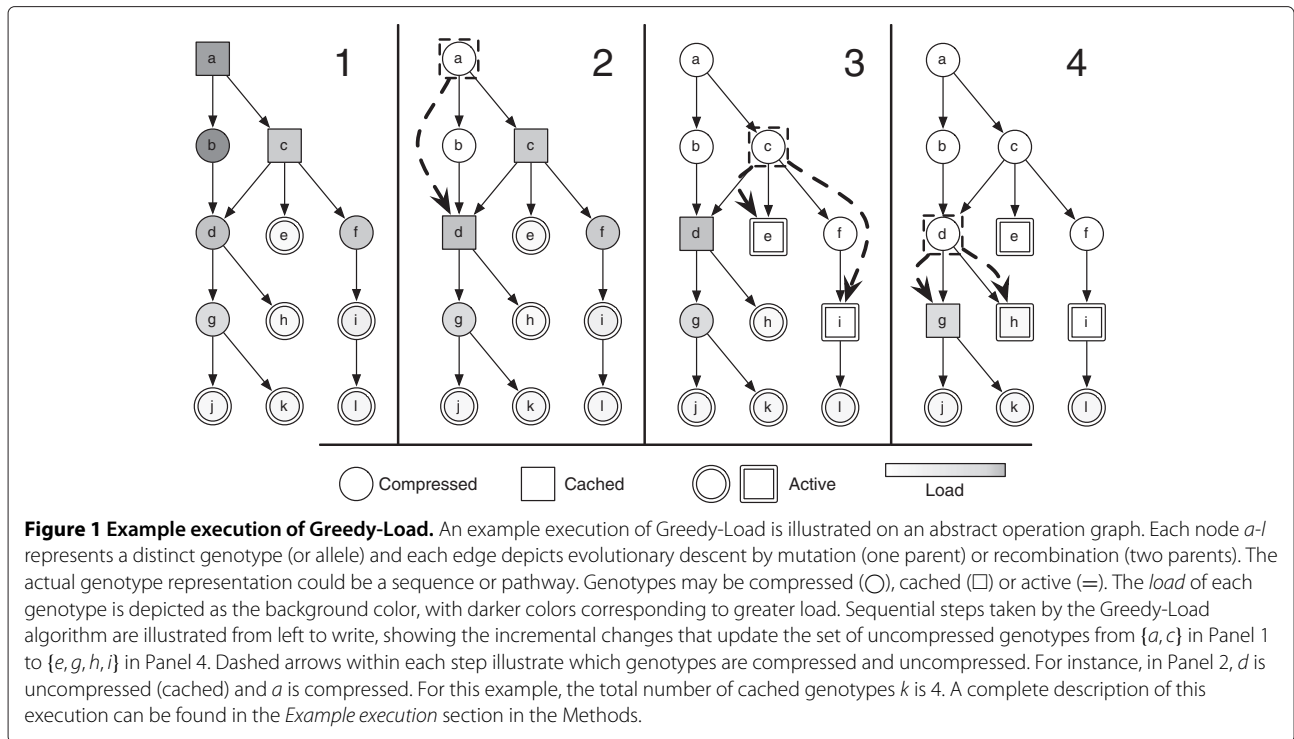 1 2 3 4
a a a a
b c b c b c b c
d e f d e f d e f d e f
g h i g h i g h i g h i
j k l j k l j k l j k l
Compressed Cached Active Load
Figure 1 Example execution of Greedy-Load. An example execution of Greedy-Load is illustrated on an abstract operation graph. Each node a-l
represents a distinct genotype (or allele) and each edge depicts evolutionary descent by mutation (one parent) or recombination (two parents). The
actual genotype representation could be a sequence or pathway. Genotypes may be compressed (○), cached (□) or active (=). The load of each
genotype is depicted as the background color, with darker colors corresponding to greater load. Sequential steps taken by the Greedy-Load
algorithm are illustrated from left to write, showing the incremental changes that update the set of uncompressed genotypes from {a, c} in Panel 1
to {e, g, h, i} in Panel 4. Dashed arrows within each step illustrate which genotypes are compressed and uncompressed. For instance, in Panel 2, d is
uncompressed (cached) and a is compressed. For this example, the total number of cached genotypes k is 4. A complete description of this
execution can be found in the Example execution section in the Methods.